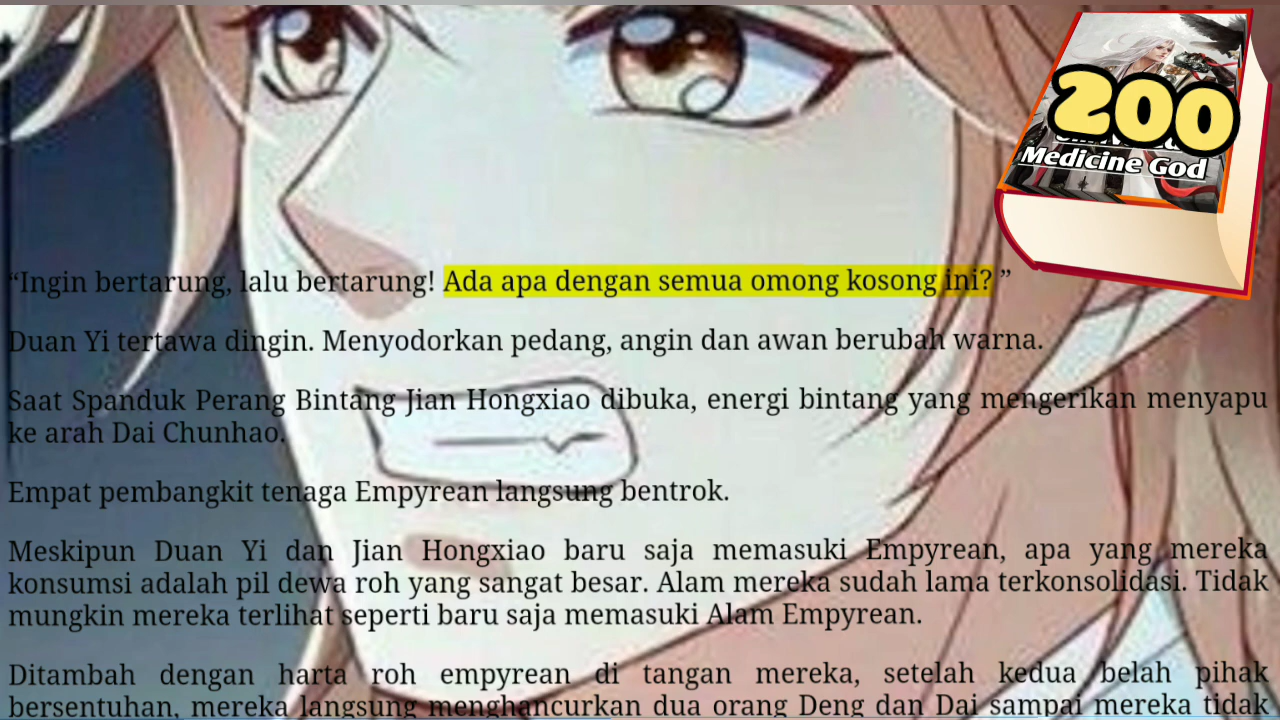 200
Medicine God
“Ingin bertarung, lalu bertarung! Ada apa dengan semua omong kosong ini? ”
Duan Yi tertawa dingin. Menyodorkan pedang, angin dan awan berubah warna.
Saat Spanduk Perang Bintang Jian Hongxiao dibuka, energi bintang yang mengerikan menyapu
ke arah Dai Chunhao.
Empat pembangkit tenaga Empyrean langsung bentrok.
Meskipun Duan Yi dan Jian Hongxiao baru saja memasuki Empyrean, apa yang mereka
konsumsi adalah pil dewa roh yang sangat besar. Alam mereka sudah lama terkonsolidasi. Tidak
mungkin mereka terlihat seperti baru saja memasuki Alam Empyrean.
Ditambah dengan harta roh empyrean di tangan mereka, setelah kedua belah pihak
bersentuhan, mereka langsung menghancurkan dua orang Deng dan Dai sampai mereka tidak